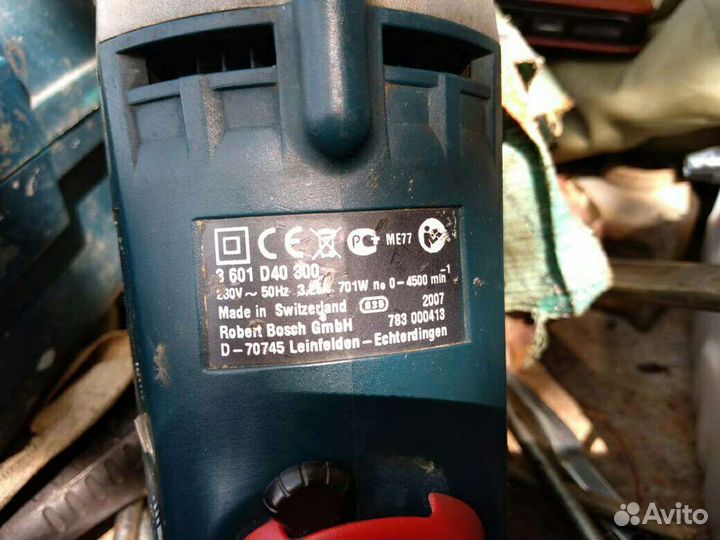 CE PG ME77
3 601 D40 300
230V ~ 50Hz 701W n₀ 0-4500 min⁻¹
Made in Switzerland 2007
Robert Bosch GmbH 783 000413
D-70745 Leinfelden-Echterdingen
Avito